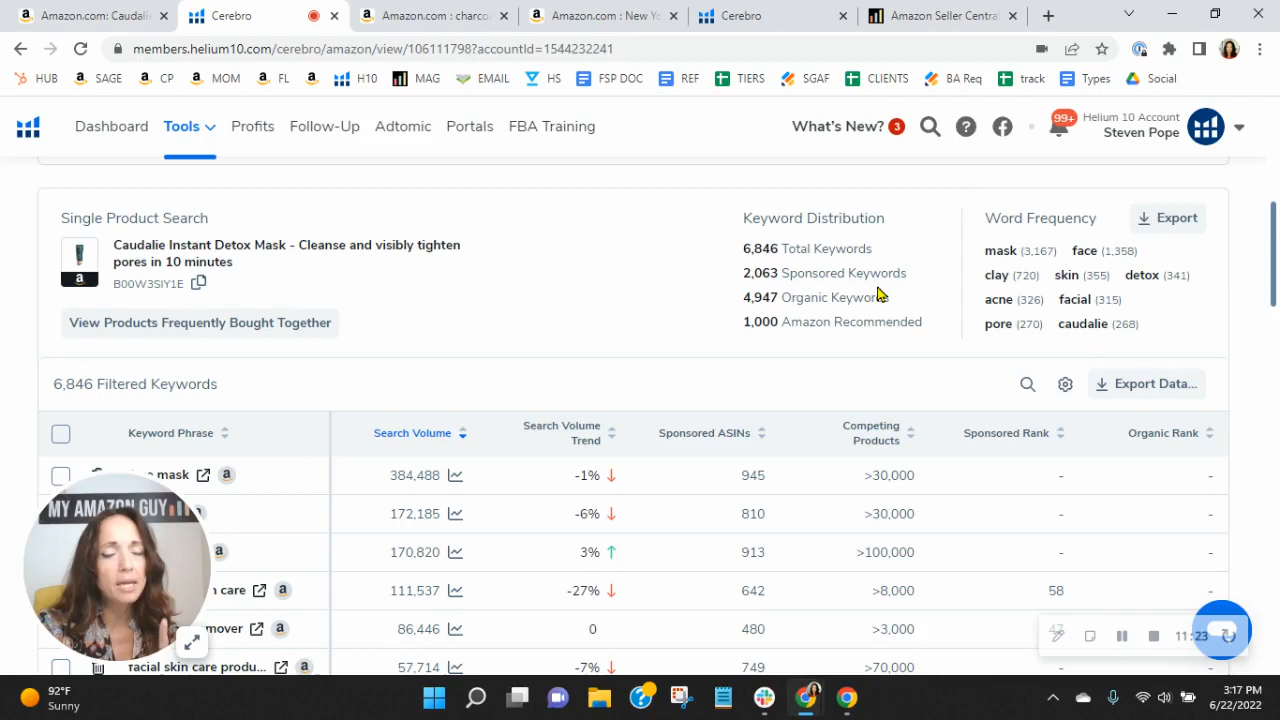 Amazon.com: Caudalie
Cerebro
Amazon.com : charco
Amazon.com : New Yo
Cerebro
Amazon Seller Centra
members.helium10.com/cerebro/amazon/view/106111798?accountId=1544232241
HUB SAGE CP MOM FL H10 MAG EMAIL HS FSP DOC REF TIERS SGAF CLIENTS BA Req track Types Social
Dashboard Tools Profits Follow-Up Adtomic Portals FBA Training
What's New? 3
99+
Helium 10 Account
Steven Pope
Single Product Search
Caudalie Instant Detox Mask - Cleanse and visibly tighten
pores in 10 minutes
B00W3SIY1E
View Products Frequently Bought Together
Keyword Distribution
6,846 Total Keywords
2,063 Sponsored Keywords
4,947 Organic Keywords
1,000 Amazon Recommended
Word Frequency
Export
mask (3,167) face (1,358)
clay (720) skin (355) detox (341)
acne (326) facial (315)
pore (270) caudalie (268)
6,846 Filtered Keywords
Export Data...
Keyword Phrase Search Volume Search Volume Trend Sponsored ASINs Competing Products Sponsored Rank Organic Rank
mask 384,488 -1% 945 >30,000 - -
172,185 -6% 810 >30,000 - -
170,820 3% 913 >100,000 - -
care 111,537 -27% 642 >8,000 58 -
mover 86,446 0 480 >3,000 47 -
facial skin care produ... 57,714 -7% 749 >70,000 - -
MY AMAZON GUY
11:23
92°F
Sunny
3:17 PM
6/22/2022